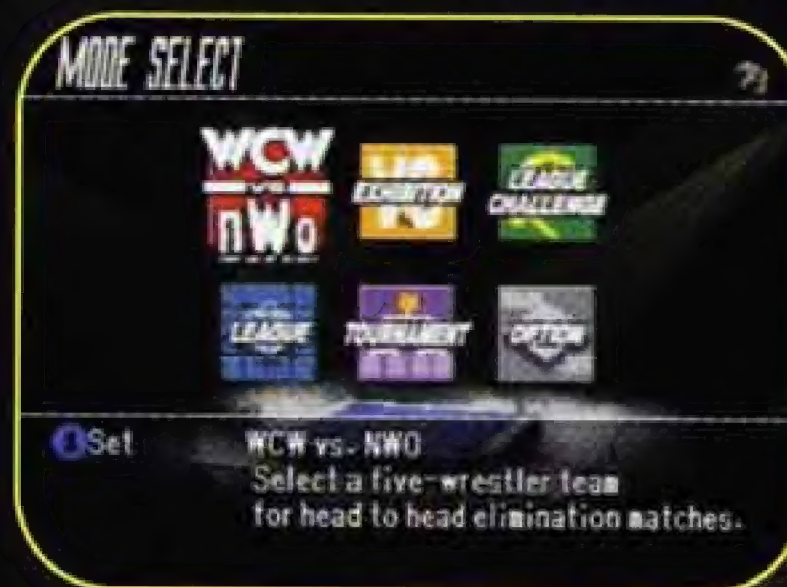 MODE SELECT
WCW
vs
nWo
EXHIBITION
LEAGUE
CHALLENGE
LEAGUE
TOURNAMENT
OPTION
Set
WCW vs. NWO
Select a five-wrestler team
for head to head elimination matches.